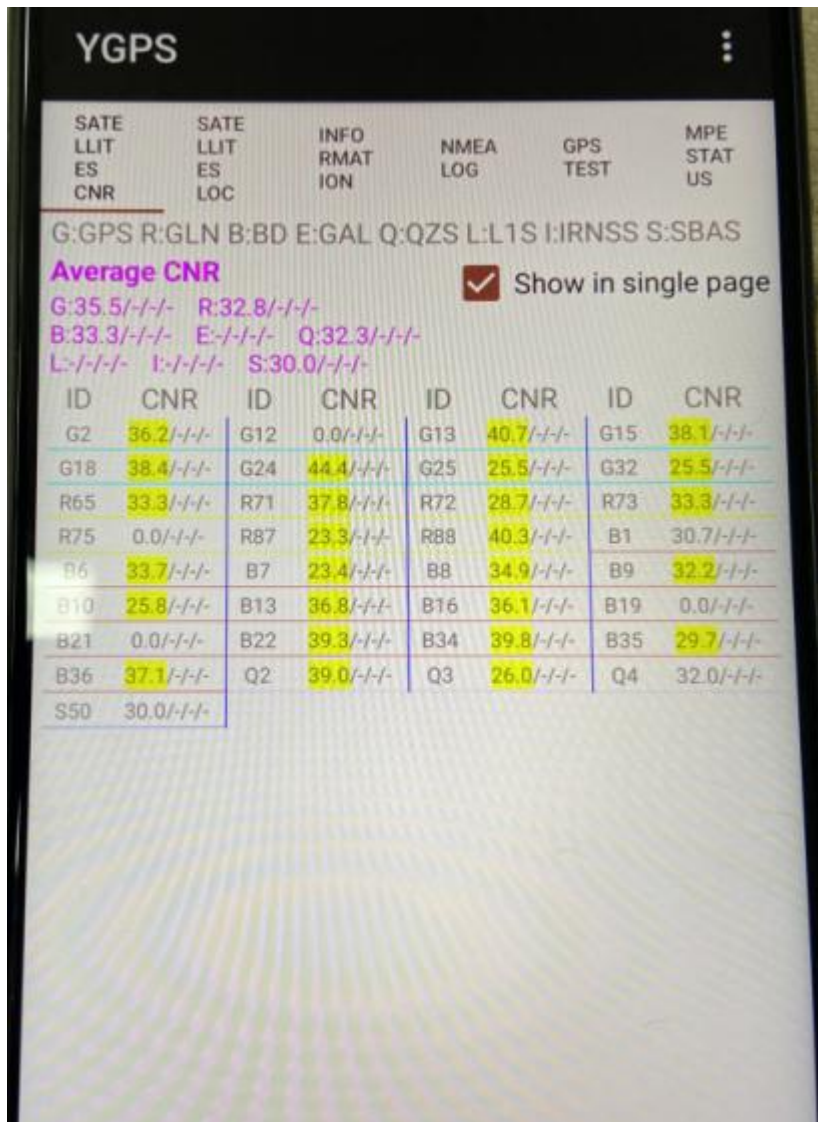 YGPS
SATE
LLIT
ES
CNR
SATE
LLIT
ES
LOC
INFO
RMAT
ION
NMEA
LOG
GPS
TEST
MPE
STAT
US
G:GPS R:GLN B:BD E:GAL Q:QZS L:L1S I:IRNSS S:SBAS
Average CNR
Show in single page
G:35.5/-/-/- R:32.8/-/-/-
B:33.3/-/-/- E:-/-/-/- Q:32.3/-/-/-
L:-/-/-/- I:-/-/-/- S:30.0/-/-/-
ID CNR ID CNR ID CNR ID CNR
G2 36.2/-/-/- G12 0.0/-/-/- G13 40.7/-/-/- G15 38.1/-/-/-
G18 38.4/-/-/- G24 44.4/-/-/- G25 25.5/-/-/- G32 25.5/-/-/-
R65 33.3/-/-/- R71 37.8/-/-/- R72 28.7/-/-/- R73 33.3/-/-/-
R75 0.0/-/-/- R87 23.3/-/-/- R88 40.3/-/-/- B1 30.7/-/-/-
B6 33.7/-/-/- B7 23.4/-/-/- B8 34.9/-/-/- B9 32.2/-/-/-
B10 25.8/-/-/- B13 36.8/-/-/- B16 36.1/-/-/- B19 0.0/-/-/-
B21 0.0/-/-/- B22 39.3/-/-/- B34 39.8/-/-/- B35 29.7/-/-/-
B36 37.1/-/-/- Q2 39.0/-/-/- Q3 26.0/-/-/- Q4 32.0/-/-/-
S50 30.0/-/-/-